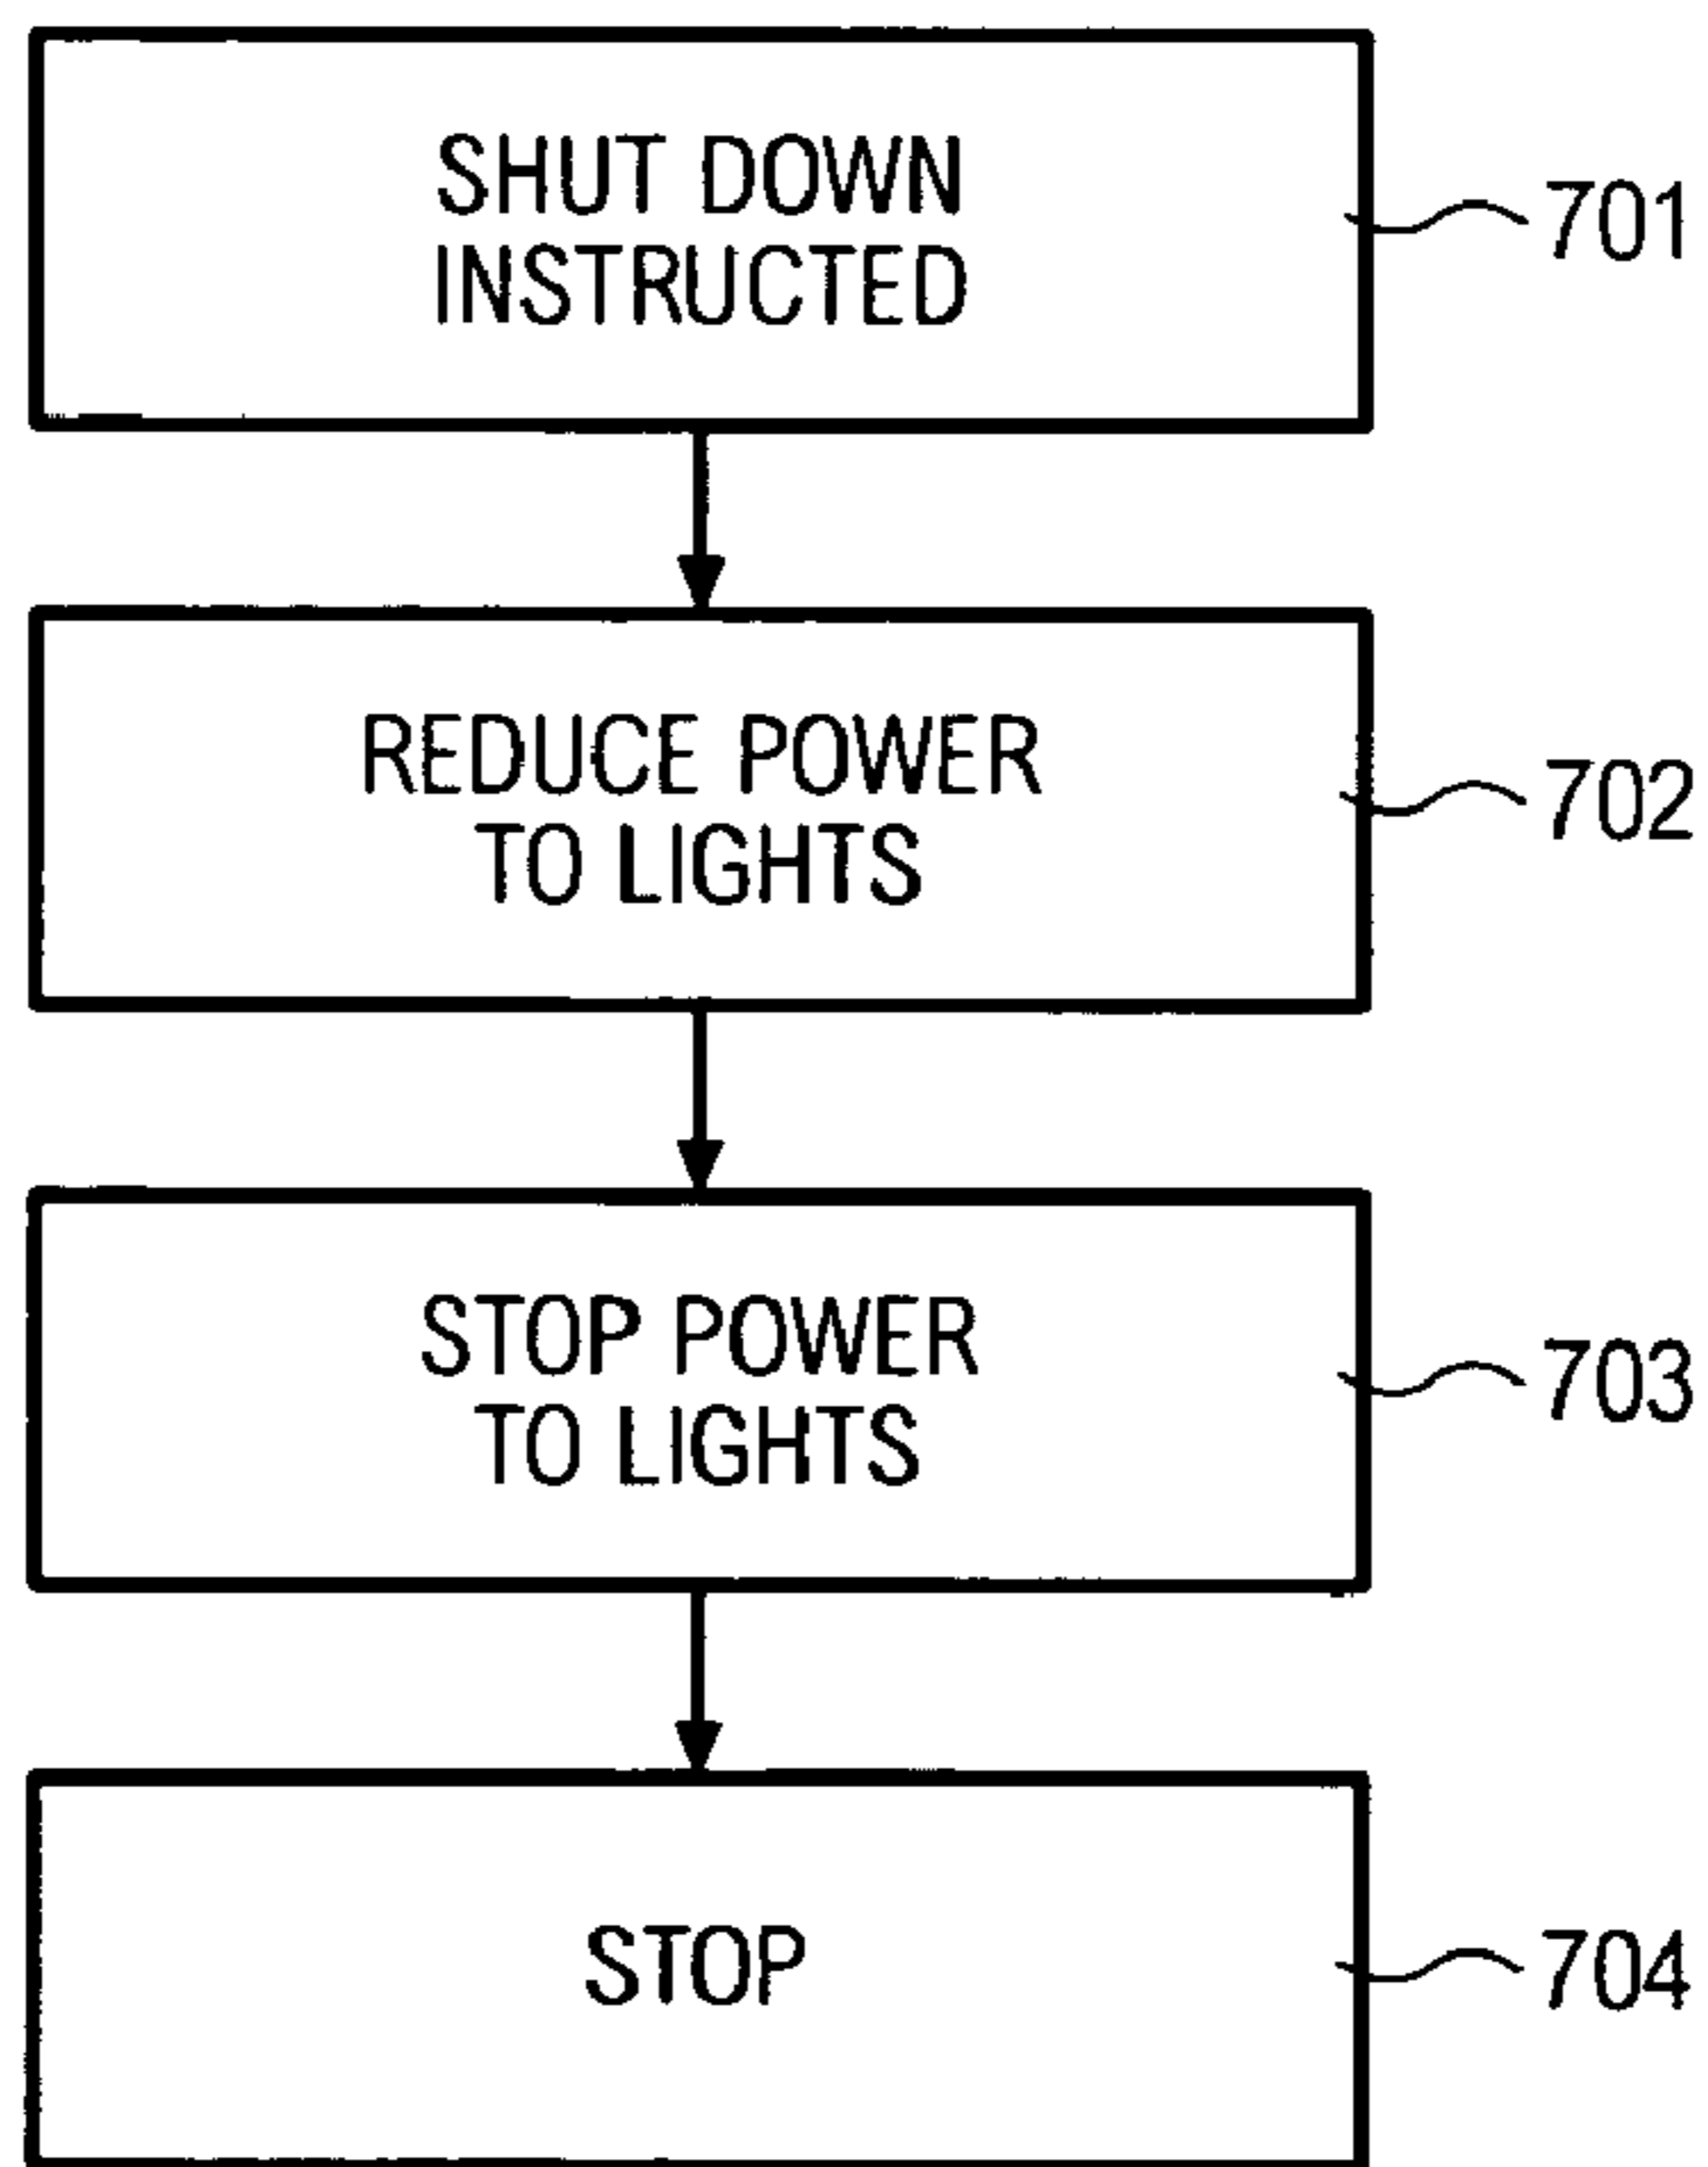 SHUT DOWN
INSTRUCTED
701
REDUCE POWER
TO LIGHTS
702
STOP POWER
TO LIGHTS
703
STOP
704